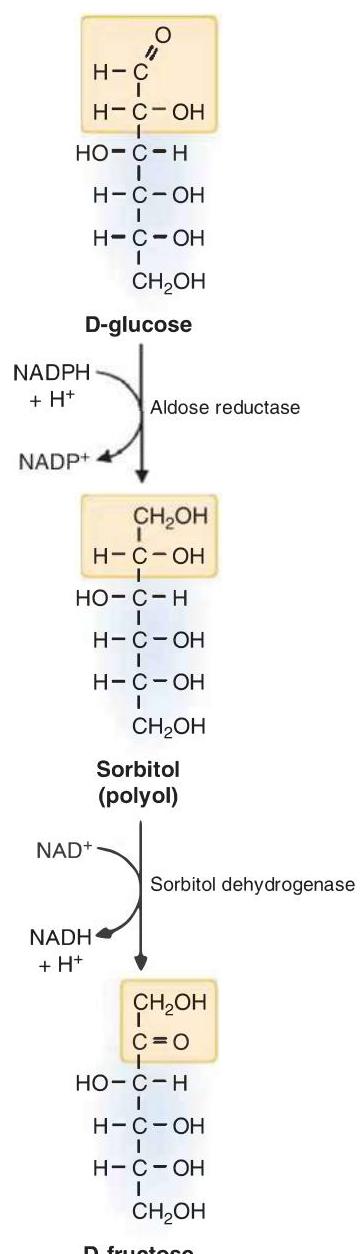 O
H-C
H-C-OH
HO-C-H
H-C-OH
H-C-OH
CH₂OH
D-glucose
NADPH
+ H⁺
Aldose reductase
NADP⁺
CH₂OH
H-C-OH
HO-C-H
H-C-OH
H-C-OH
CH₂OH
Sorbitol
(polyol)
NAD⁺
Sorbitol dehydrogenase
NADH
+ H⁺
CH₂OH
C=O
HO-C-H
H-C-OH
H-C-OH
CH₂OH
D-fructose